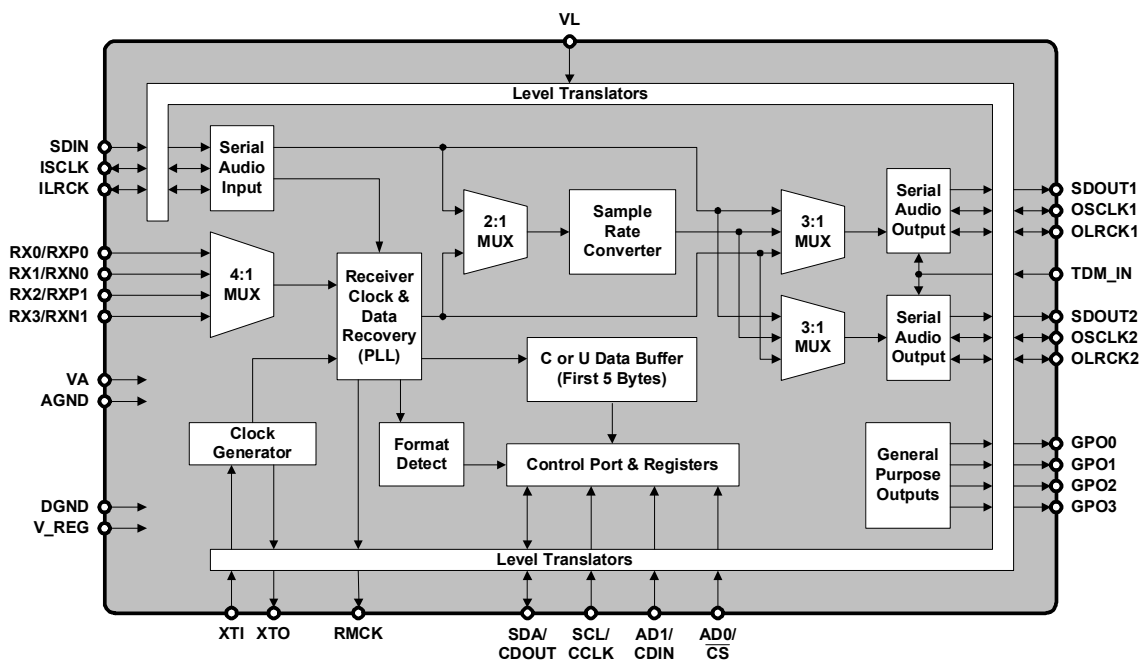 VL
Level Translators
SDIN
ISCLK
ILRCK
Serial
Audio
Input
2:1
MUX
Sample
Rate
Converter
3:1
MUX
Serial
Audio
Output
SDOUT1
OSCLK1
OLRCK1
RX0/RXP0
RX1/RXN0
RX2/RXP1
RX3/RXN1
4:1
MUX
Receiver
Clock &
Data
Recovery
(PLL)
TDM_IN
3:1
MUX
Serial
Audio
Output
SDOUT2
OSCLK2
OLRCK2
VA
AGND
C or U Data Buffer
(First 5 Bytes)
Clock
Generator
Format
Detect
Control Port & Registers
General
Purpose
Outputs
GPO0
GPO1
GPO2
GPO3
DGND
V_REG
Level Translators
XTI
XTO
RMCK
SDA/
CDOUT
SCL/
CCLK
AD1/
CDIN
AD0/
CS